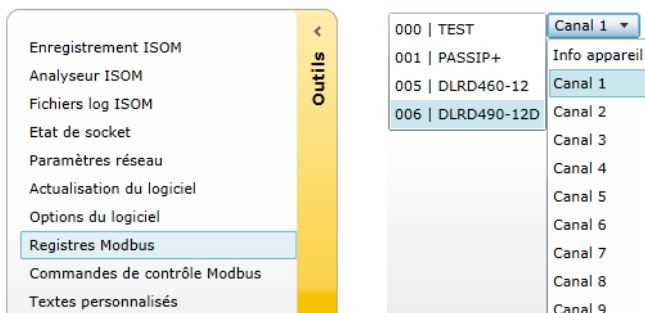 Enregistrement ISOM
Analyseur ISOM
Fichiers log ISOM
Etat de socket
Paramètres réseau
Actualisation du logiciel
Options du logiciel
Registres Modbus
Commandes de contrôle Modbus
Textes personnalisés
<
Outils
000 | TEST
001 | PASSIP+
005 | DLRD460-12
006 | DLRD490-12D
Canal 1
Info appareil
Canal 1
Canal 2
Canal 3
Canal 4
Canal 5
Canal 6
Canal 7
Canal 8
Canal 9